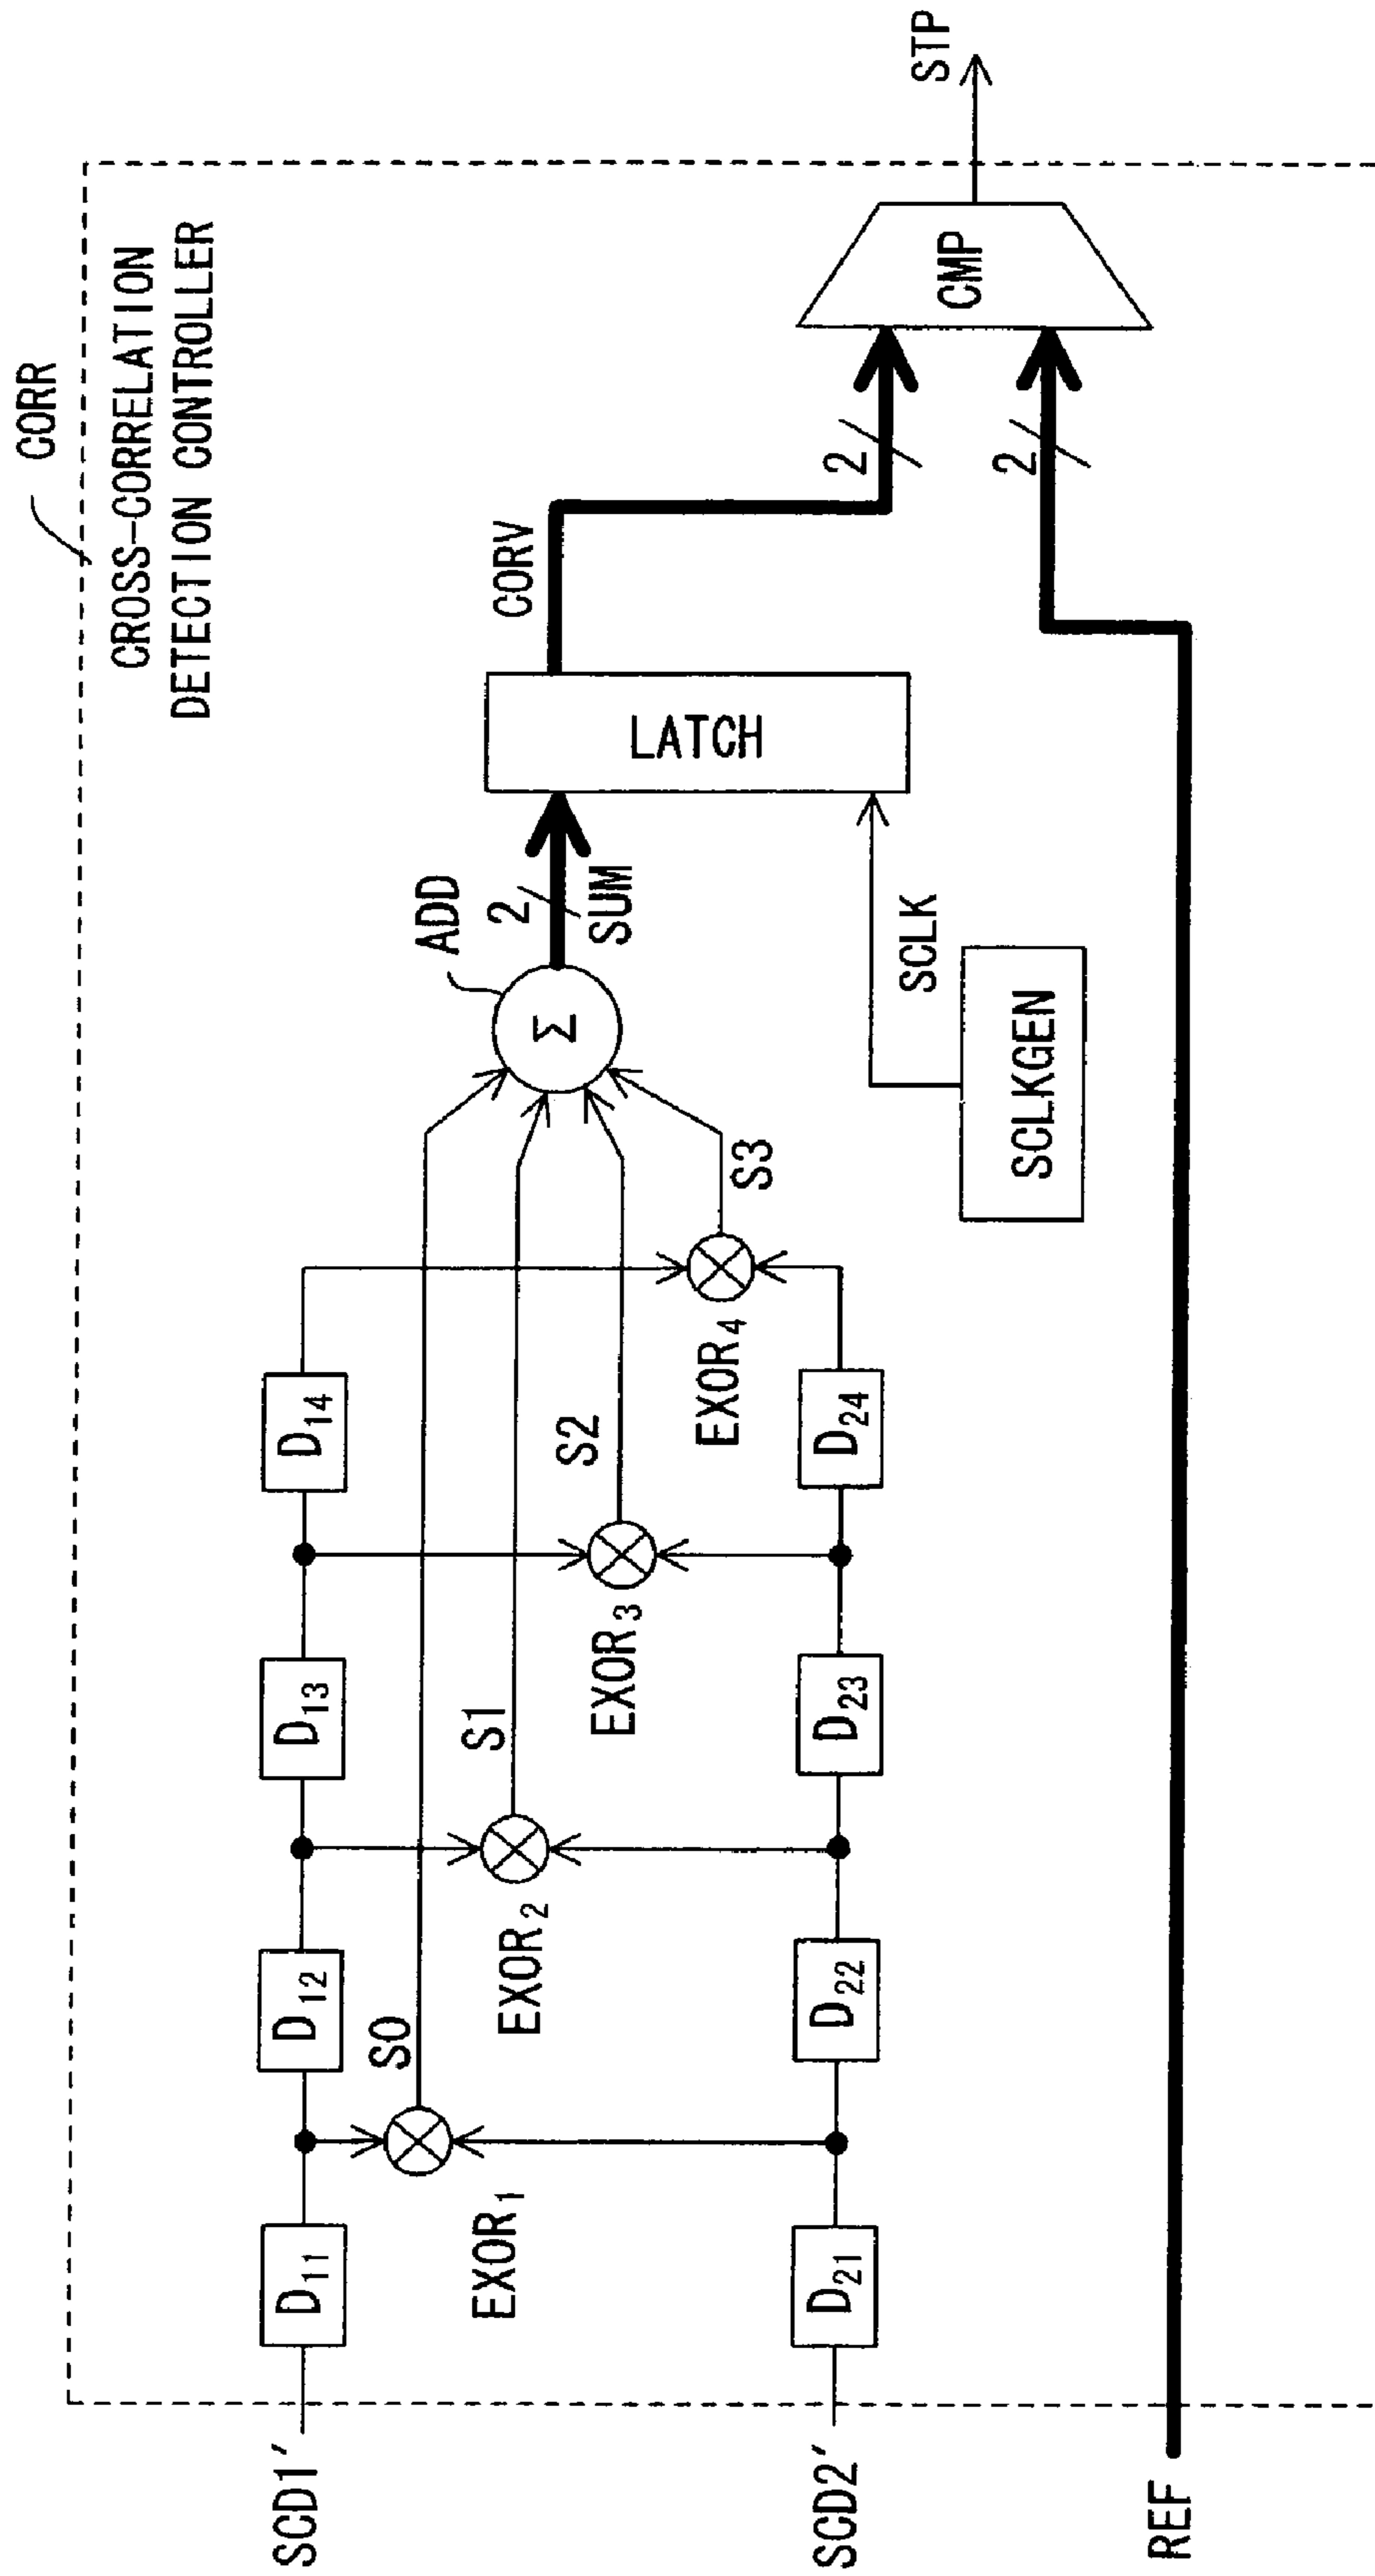 CORR
CROSS-CORRELATION
DETECTION CONTROLLER
SCD1'
D11
D12
D13
D14
S0
EXOR1
S1
EXOR2
S2
EXOR3
S3
EXOR4
SCD2'
D21
D22
D23
D24
ADD
Σ
2
SUM
LATCH
CORV
2
SCLK
SCLKGEN
2
CMP
STP
REF